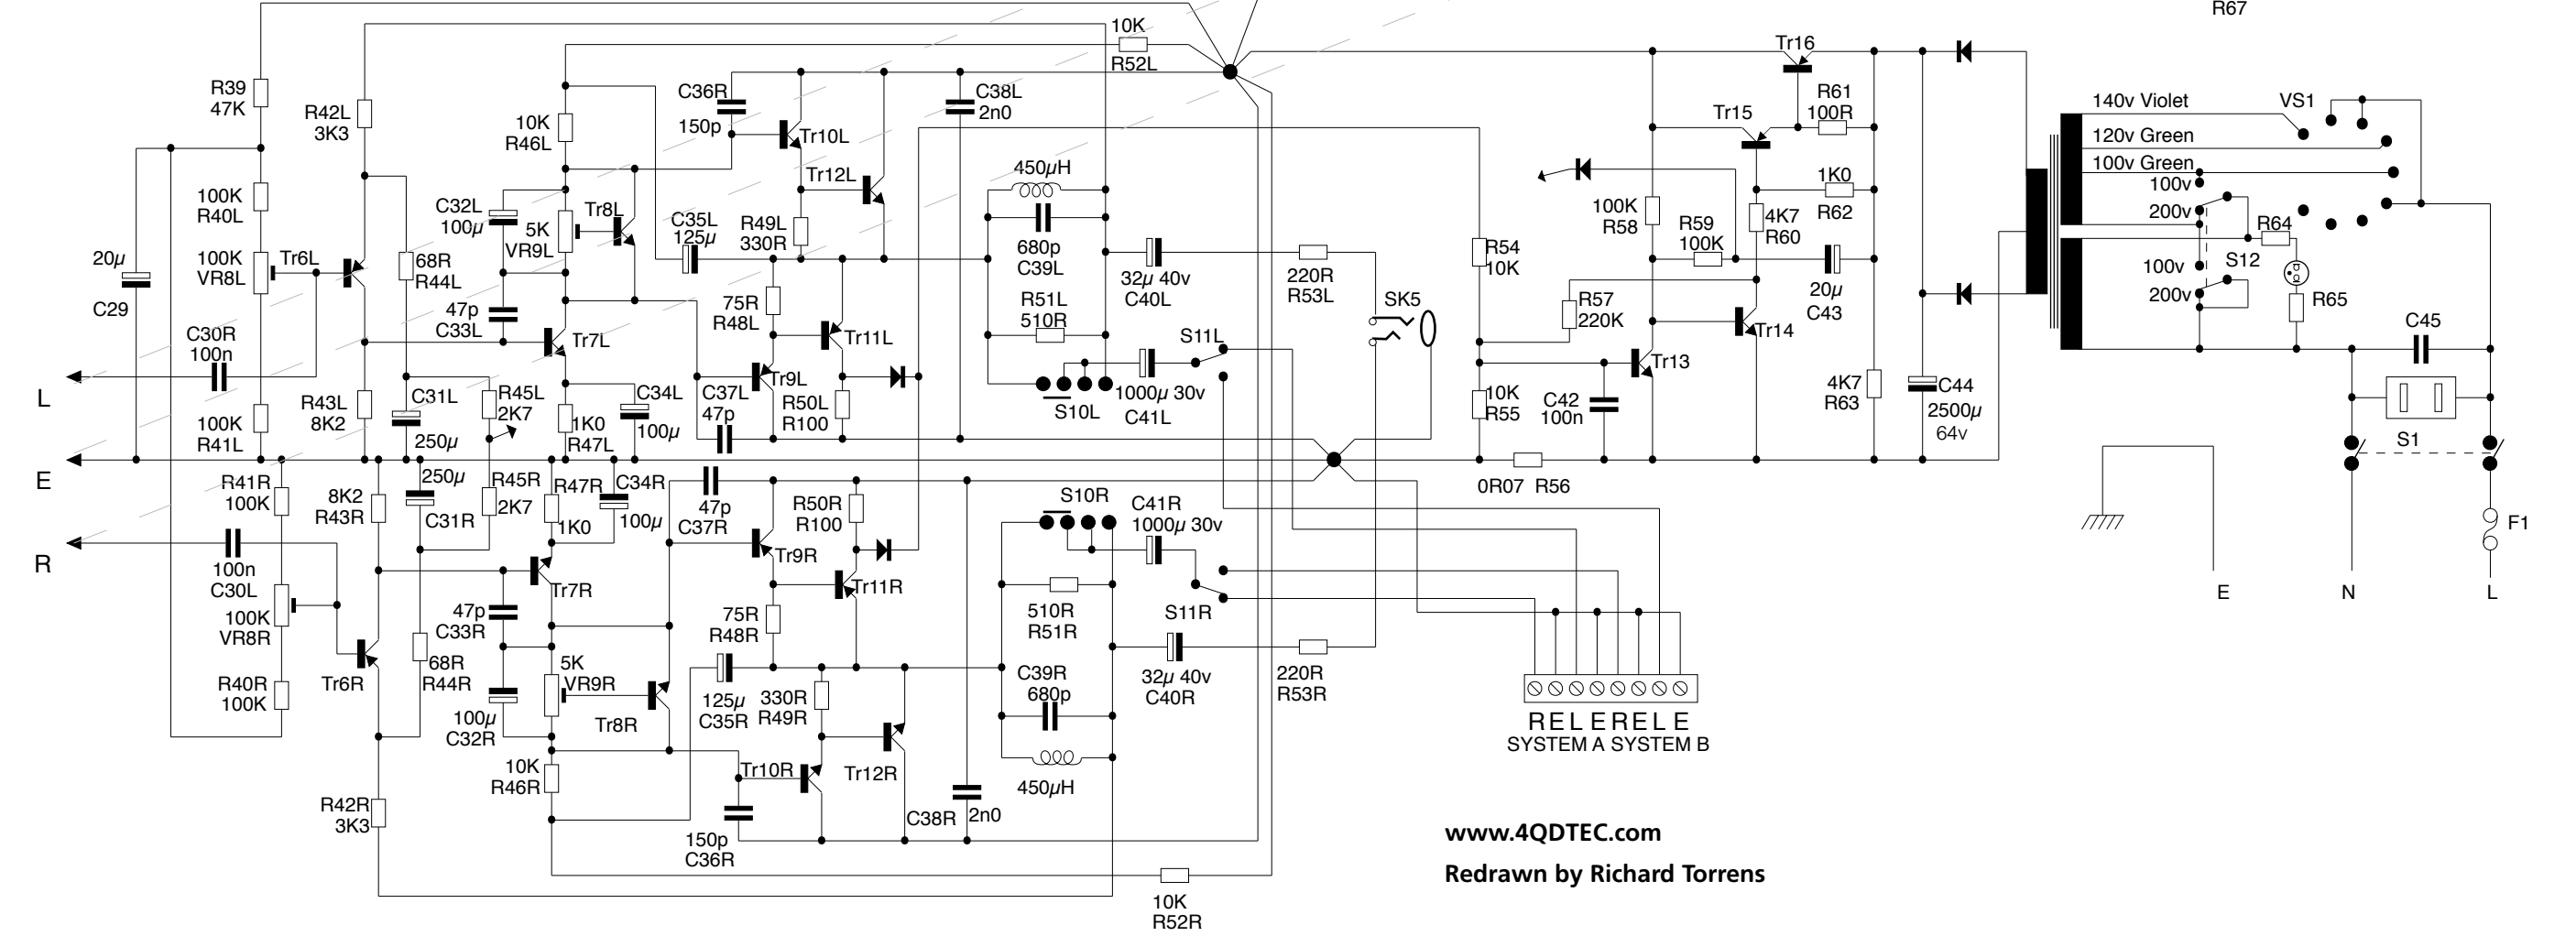 R67
10K
R52L
Tr16
R39
47K
R42L
3K3
C36R
150p
C38L
2n0
R61
100R
140v Violet
VS1
10K
R46L
Tr10L
Tr15
120v Green
100v Green
100v
200v
450µH
Tr12L
100K
R40L
C32L
100µ
5K
VR9L
Tr8L
C35L
125µ
R49L
330R
680p
C39L
100K
R58
R59
100K
4K7
R60
1K0
R62
R64
20µ
C29
100K
VR8L
Tr6L
68R
R44L
32µ 40v
C40L
220R
R53L
R54
10K
20µ
C43
100v
200v
S12
R65
47p
C33L
75R
R48L
R51L
510R
SK5
R57
220K
C30R
100n
Tr7L
Tr11L
S11L
Tr14
C45
L
Tr9L
C37L
47p
1000µ 30v
C41L
Tr13
R43L
8K2
C31L
250µ
R45L
2K7
1K0
R47L
C34L
100µ
R50L
R100
S10L
10K
R55
C42
100n
4K7
R63
C44
2500µ
64v
100K
R41L
S1
E
R41R
100K
8K2
R43R
250µ
C31R
R45R
2K7
R47R
1K0
C34R
100µ
47p
C37R
R50R
R100
S10R
C41R
1000µ 30v
0R07 R56
F1
R
100n
C30L
Tr9R
Tr7R
Tr11R
100K
VR8R
47p
C33R
75R
R48R
510R
R51R
S11R
E
N
L
R40R
100K
Tr6R
68R
R44R
5K
VR9R
Tr8R
125µ
C35R
330R
R49R
C39R
680p
32µ 40v
C40R
220R
R53R
100µ
C32R
R E L E R E L E
SYSTEM A SYSTEM B
10K
R46R
Tr10R
Tr12R
450µH
R42R
3K3
C38R
2n0
150p
C36R
www.4QDTEC.com
Redrawn by Richard Torrens
10K
R52R